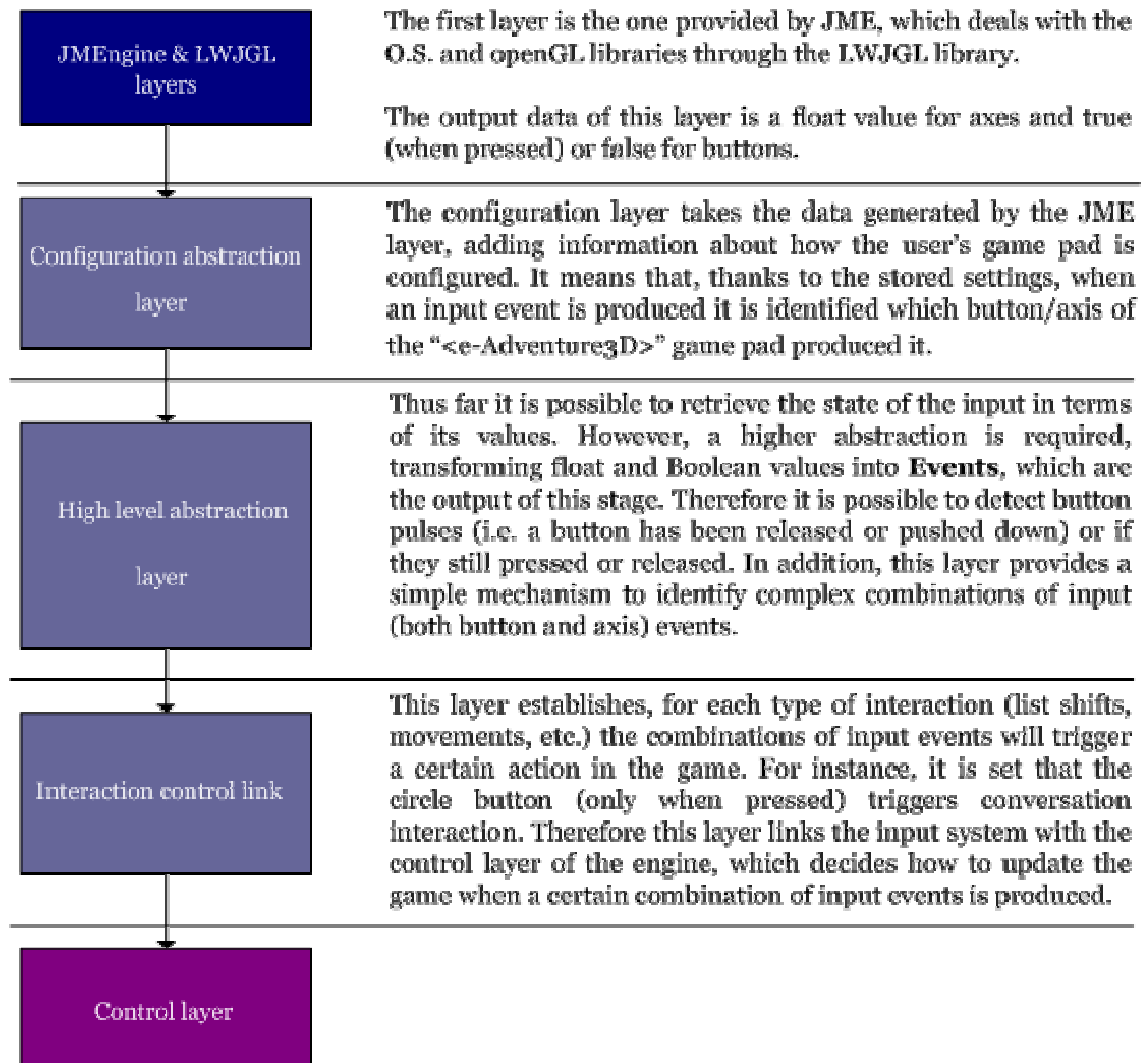 JMEngine & LWJGL
layers
The first layer is the one provided by JME, which deals with the
O.S. and openGL libraries through the LWJGL library.
The output data of this layer is a float value for axes and true
(when pressed) or false for buttons.
Configuration abstraction
layer
The configuration layer takes the data generated by the JME
layer, adding information about how the user's game pad is
configured. It means that, thanks to the stored settings, when
an input event is produced it is identified which button/axis of
the “<e-Adventure3D>” game pad produced it.
High level abstraction
layer
Thus far it is possible to retrieve the state of the input in terms
of its values. However, a higher abstraction is required,
transforming float and Boolean values into Events, which are
the output of this stage. Therefore it is possible to detect button
pulses (i.e. a button has been released or pushed down) or if
they still pressed or released. In addition, this layer provides a
simple mechanism to identify complex combinations of input
(both button and axis) events.
Interaction control link
This layer establishes, for each type of interaction (list shifts,
movements, etc.) the combinations of input events will trigger
a certain action in the game. For instance, it is set that the
circle button (only when pressed) triggers conversation
interaction. Therefore this layer links the input system with the
control layer of the engine, which decides how to update the
game when a certain combination of input events is produced.
Control layer